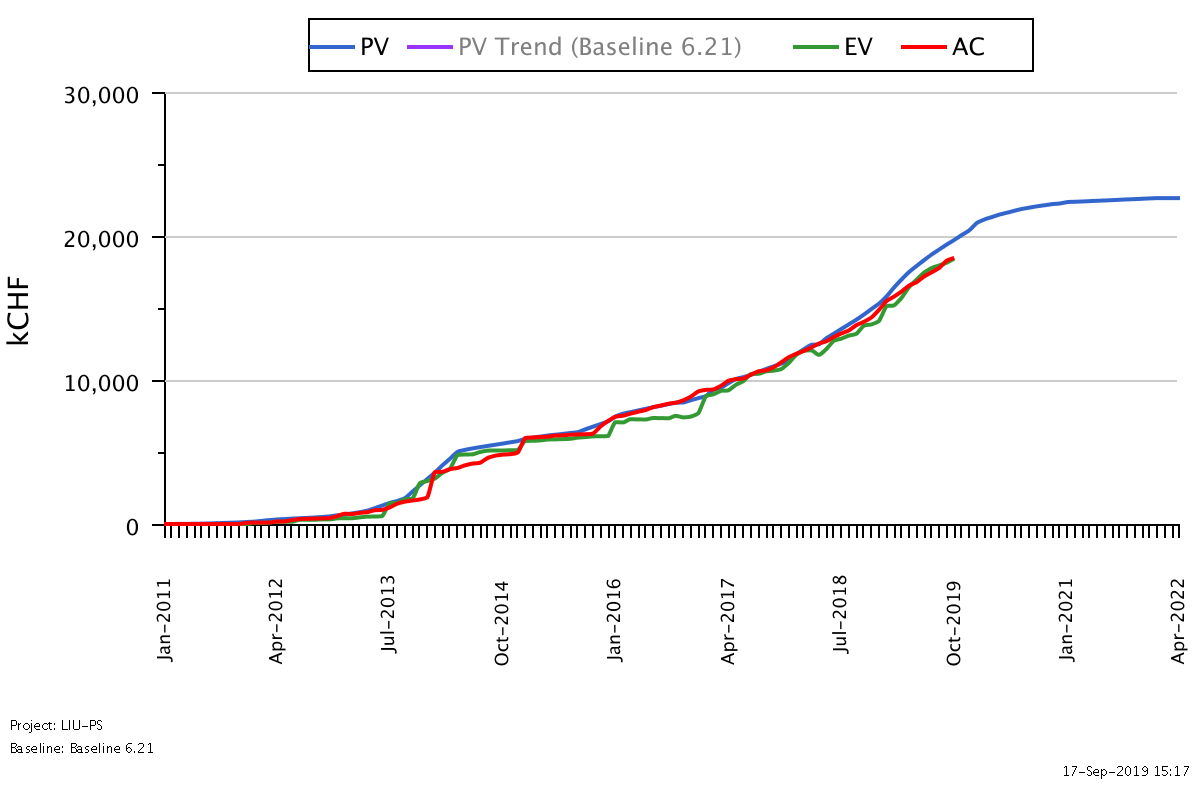 PV PV Trend (Baseline 6.21) EV AC
kCHF
30,000
20,000
10,000
0
Jan-2011 Apr-2012 Jul-2013 Oct-2014 Jan-2016 Apr-2017 Jul-2018 Oct-2019 Jan-2021 Apr-2022
Project: LIU-PS
Baseline: Baseline 6.21
17-Sep-2019 15:17